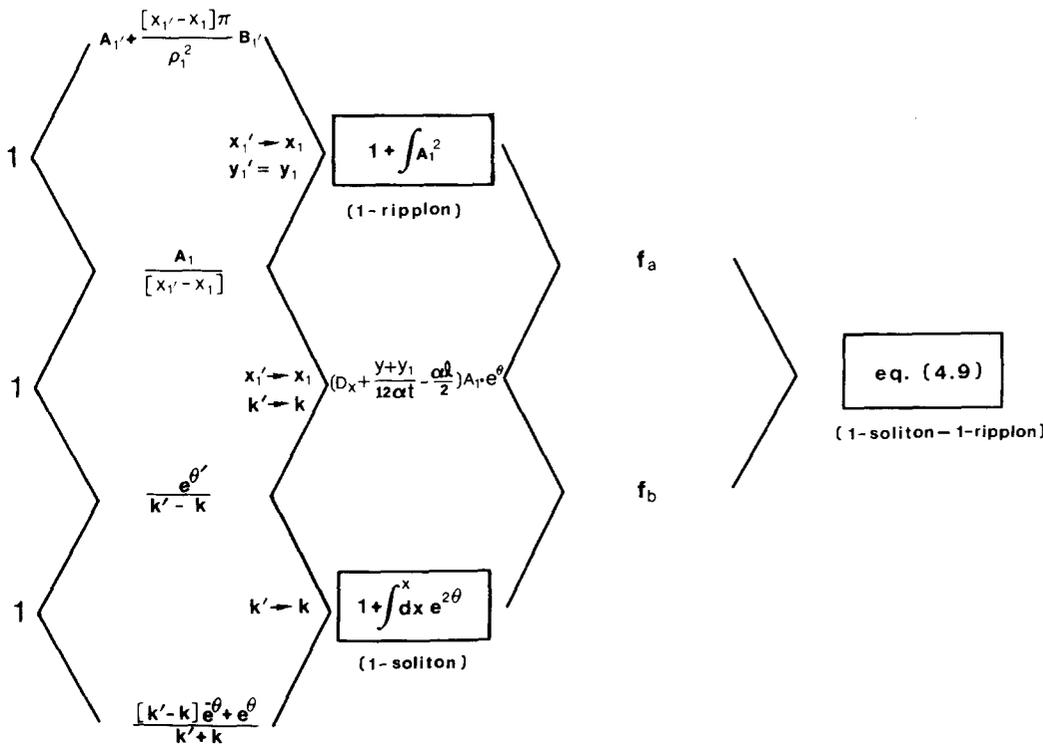 A₁′ + [x₁′ - x₁]π / ρ₁² B₁′
1
x₁′ → x₁
y₁′ = y₁
1 + ∫A₁²
(1-ripplon)
A₁ / [x₁′ - x₁]
fa
1
x₁′ → x₁
k′ → k
(Dx + y+y₁ / 12αt - αℓ / 2) A₁•e^θ
eq. (4.9)
(1-soliton – 1-ripplon)
e^θ′ / k′ - k
fb
1
k′ → k
1 + ∫^x dx e^2θ
(1-soliton)
[k′-k] e^-θ + e^θ / k′ + k